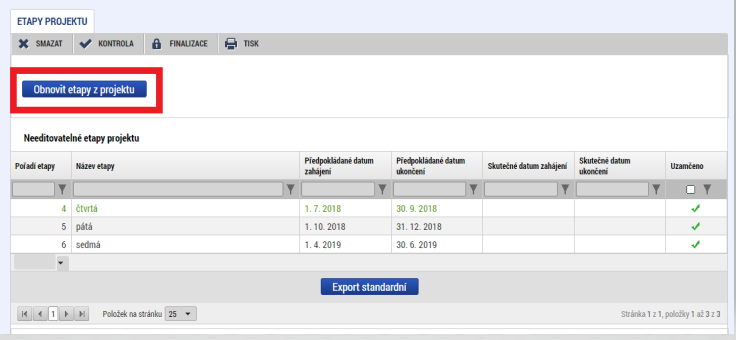 ETAPY PROJEKTU
SMAZAT KONTROLA FINALIZACE TISK
Obnovit etapy z projektu
Needitovatelné etapy projektu
Pořadí etapy Název etapy Předpokládané datum zahájení Předpokládané datum ukončení Skutečné datum zahájení Skutečné datum ukončení Uzamčeno
4 čtvrtá 1. 7. 2018 30. 9. 2018
5 pátá 1. 10. 2018 31. 12. 2018
6 sedmá 1. 4. 2019 30. 6. 2019
Export standardní
1 Položek na stránku 25 Stránka 1 z 1, položky 1 až 3 z 3